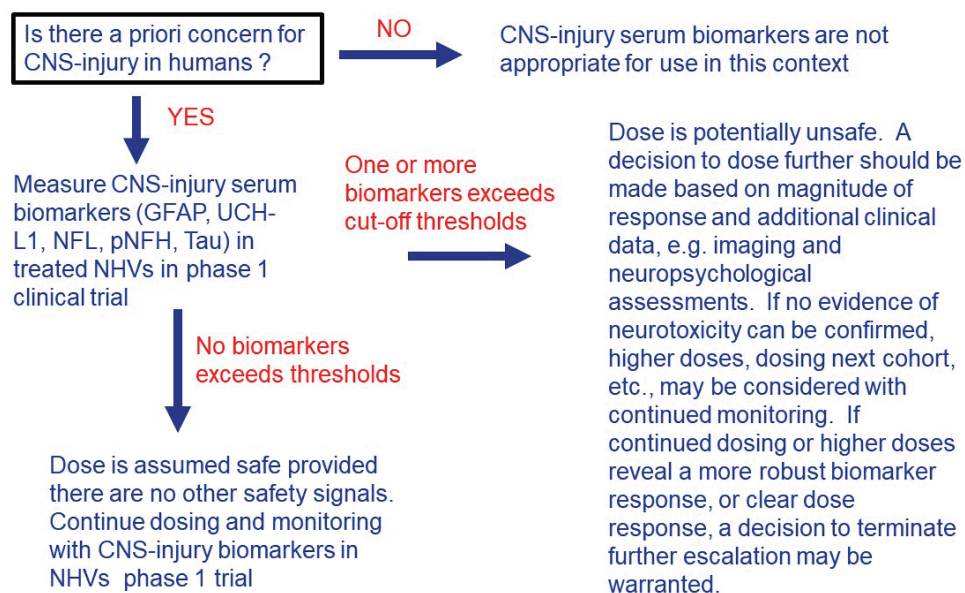 Is there a priori concern for
CNS-injury in humans ?
NO
CNS-injury serum biomarkers are not
appropriate for use in this context
YES
Measure CNS-injury serum
biomarkers (GFAP, UCH-
L1, NFL, pNFH, Tau) in
treated NHVs in phase 1
clinical trial
One or more
biomarkers exceeds
cut-off thresholds
Dose is potentially unsafe. A
decision to dose further should be
made based on magnitude of
response and additional clinical
data, e.g. imaging and
neuropsychological
assessments. If no evidence of
neurotoxicity can be confirmed,
higher doses, dosing next cohort,
etc., may be considered with
continued monitoring. If
continued dosing or higher doses
reveal a more robust biomarker
response, or clear dose
response, a decision to terminate
further escalation may be
warranted.
No biomarkers
exceeds thresholds
Dose is assumed safe provided
there are no other safety signals.
Continue dosing and monitoring
with CNS-injury biomarkers in
NHVs phase 1 trial